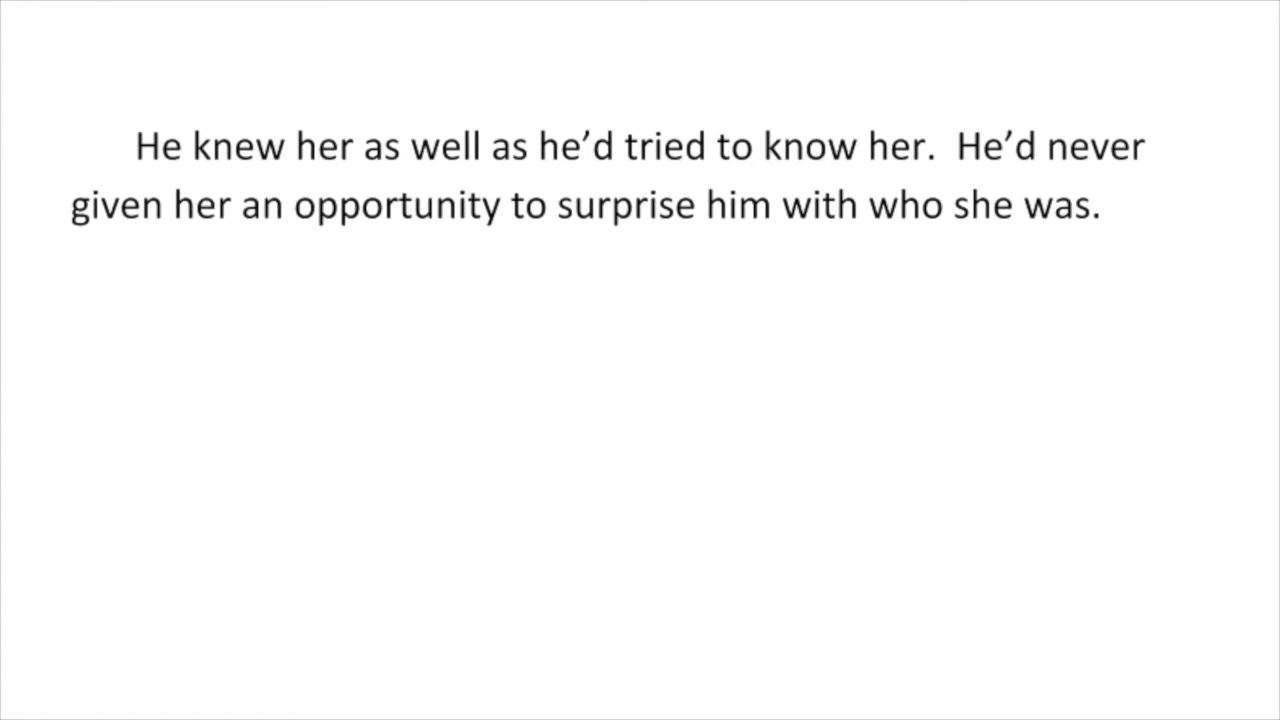 He knew her as well as he’d tried to know her.  He’d never
given her an opportunity to surprise him with who she was.